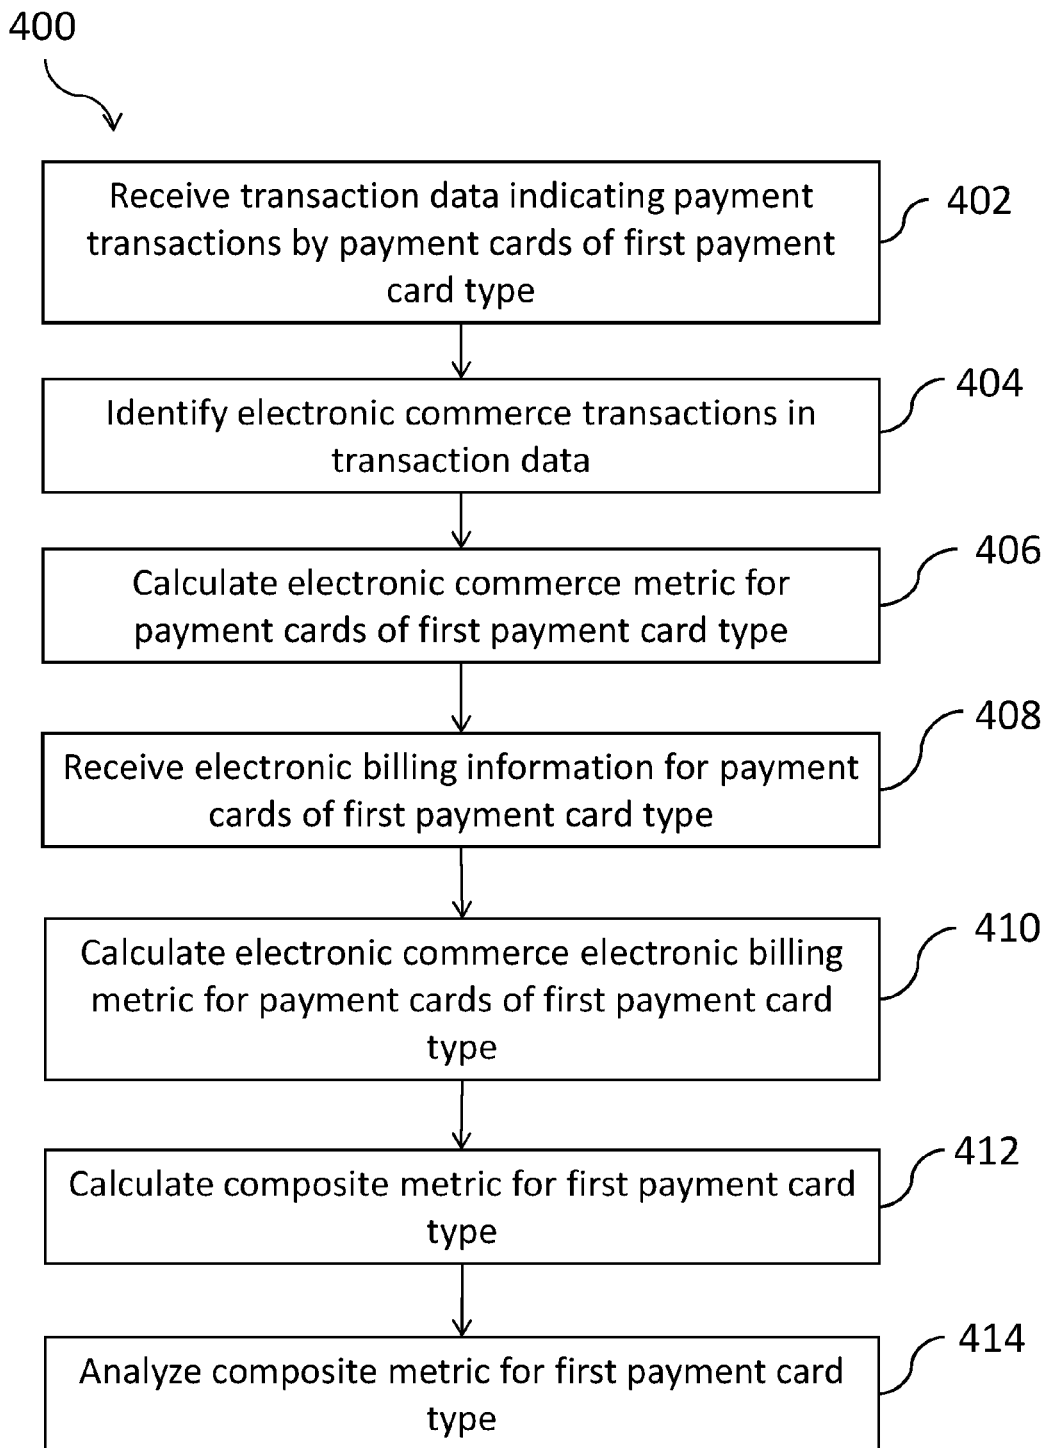 400
Receive transaction data indicating payment
transactions by payment cards of first payment
card type
402
Identify electronic commerce transactions in
transaction data
404
Calculate electronic commerce metric for
payment cards of first payment card type
406
Receive electronic billing information for payment
cards of first payment card type
408
Calculate electronic commerce electronic billing
metric for payment cards of first payment card
type
410
Calculate composite metric for first payment card
type
412
Analyze composite metric for first payment card
type
414